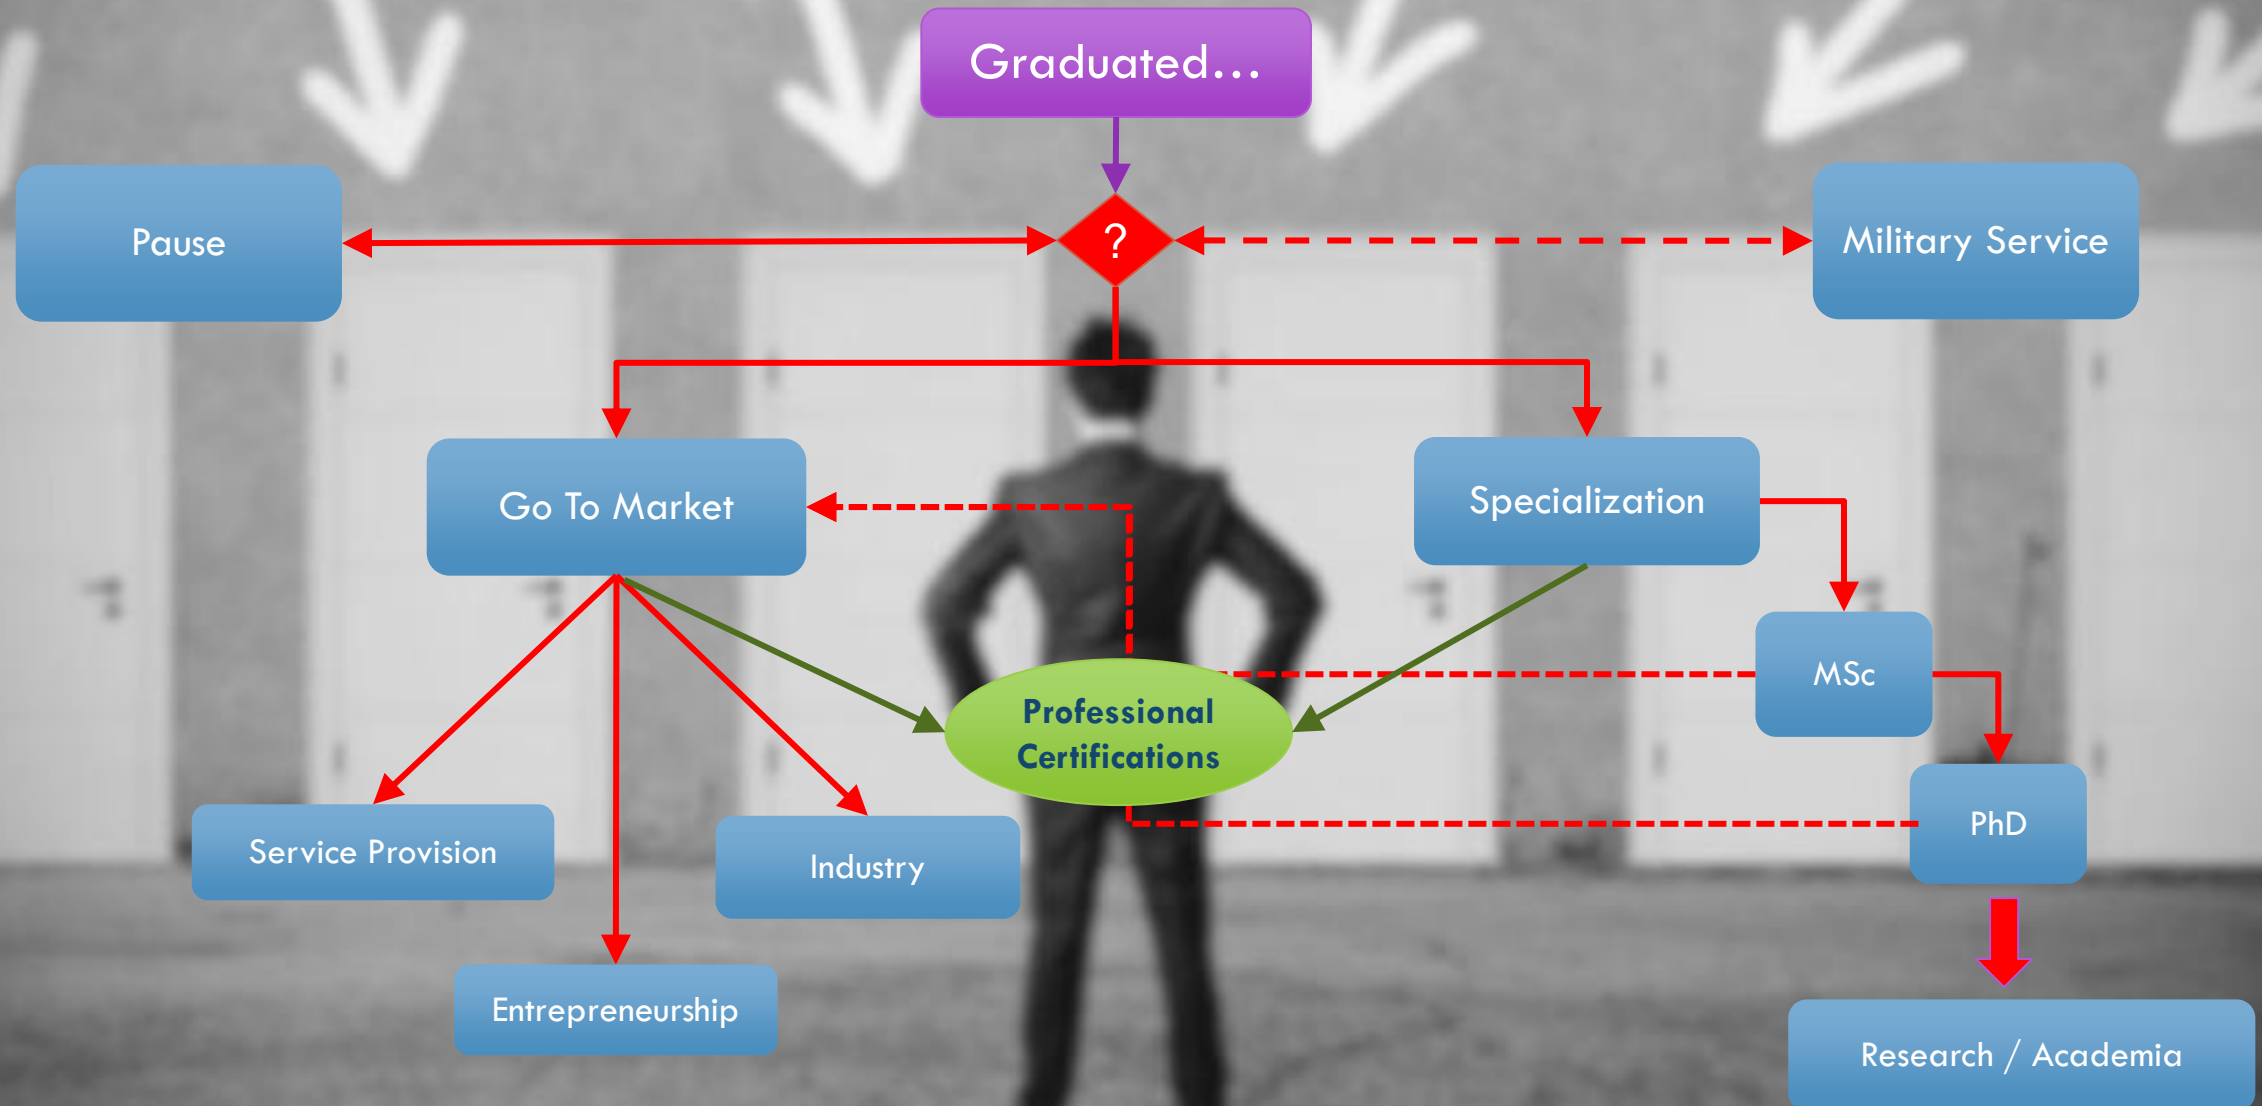 Graduated...
?
Pause
Military Service
Go To Market
Specialization
MSc
Professional
Certifications
PhD
Service Provision
Industry
Entrepreneurship
Research / Academia